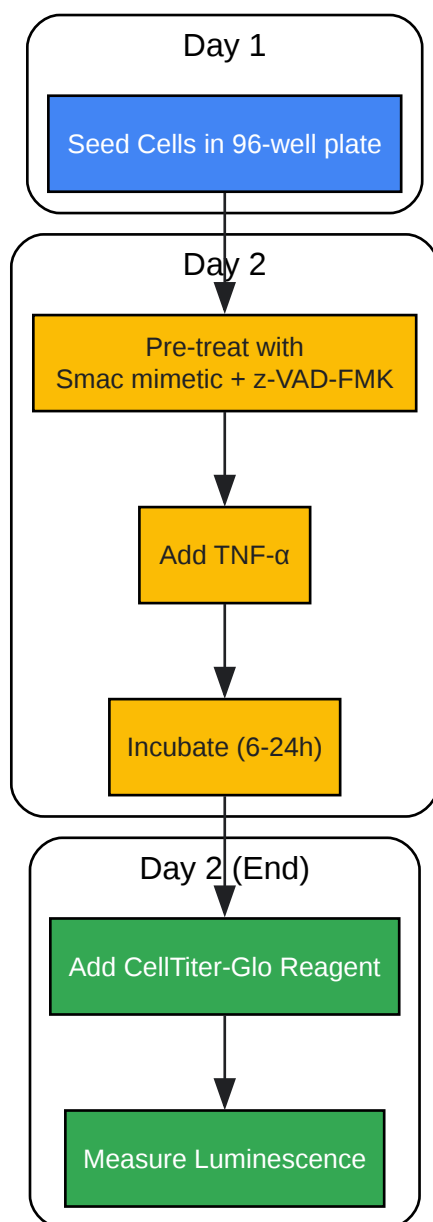 Day 1
Seed Cells in 96-well plate
Day 2
Pre-treat with
Smac mimetic + z-VAD-FMK
Add TNF-α
Incubate (6-24h)
Day 2 (End)
Add CellTiter-Glo Reagent
Measure Luminescence